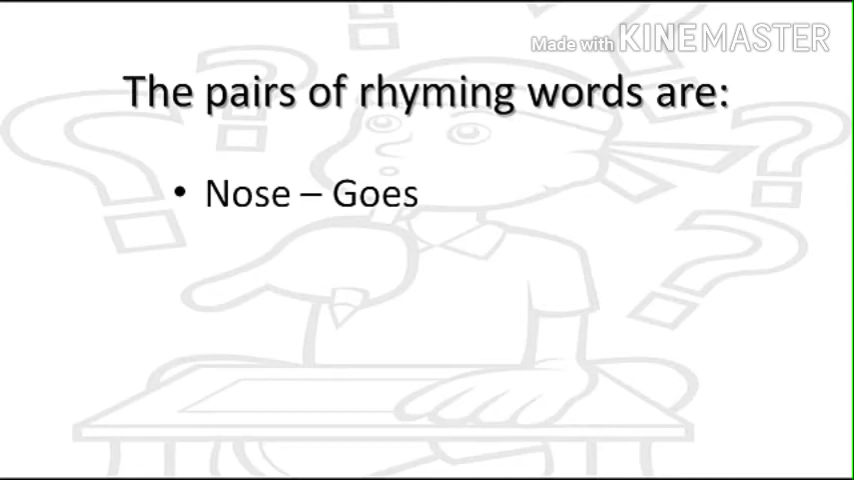 Made with KINEMASTER
The pairs of rhyming words are:
• Nose – Goes